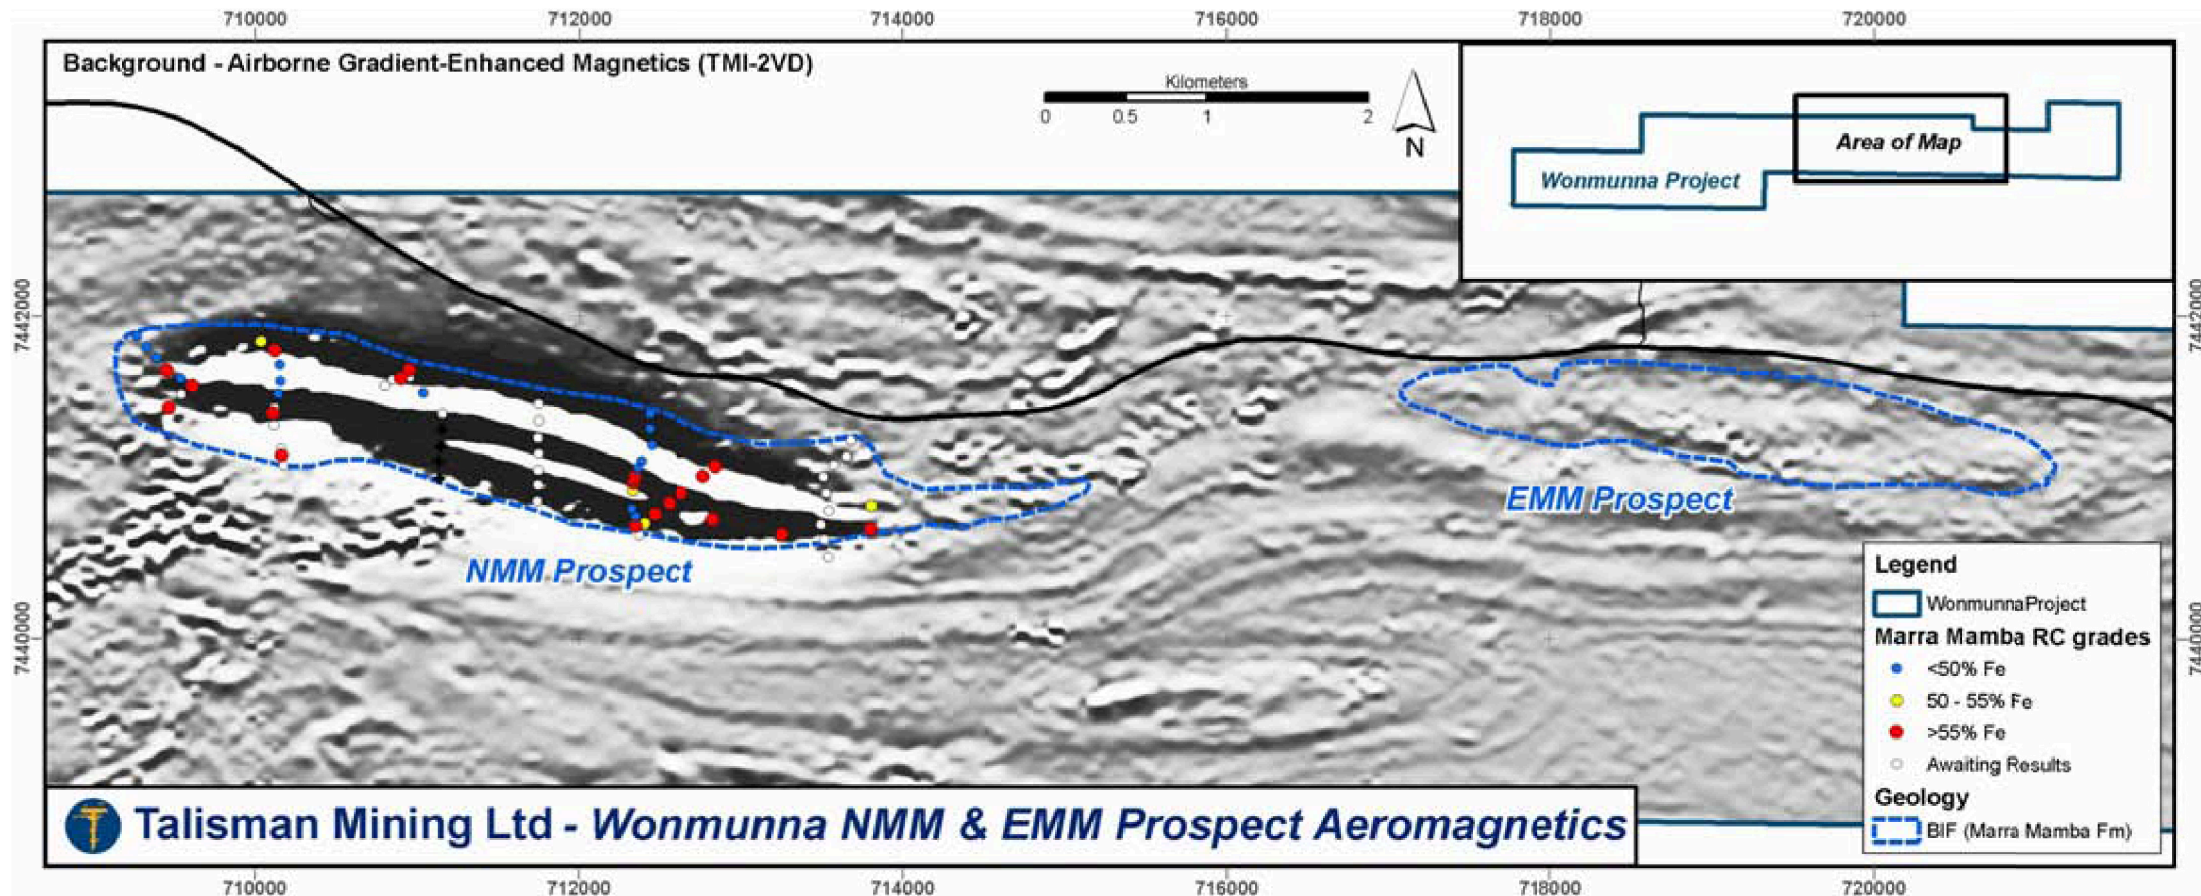 710000 712000 714000 716000 718000 720000
Background - Airborne Gradient-Enhanced Magnetics (TMI-2VD)
Kilometers
0 0.5 1 2
N
Area of Map
Wonmunna Project
7442000
7442000
EMM Prospect
NMM Prospect
7440000
7440000
Legend
WonmunnaProject
Marra Mamba RC grades
<50% Fe
50 - 55% Fe
>55% Fe
Awaiting Results
Geology
BIF (Marra Mamba Fm)
Talisman Mining Ltd - Wonmunna NMM & EMM Prospect Aeromagnetics
710000 712000 714000 716000 718000 720000